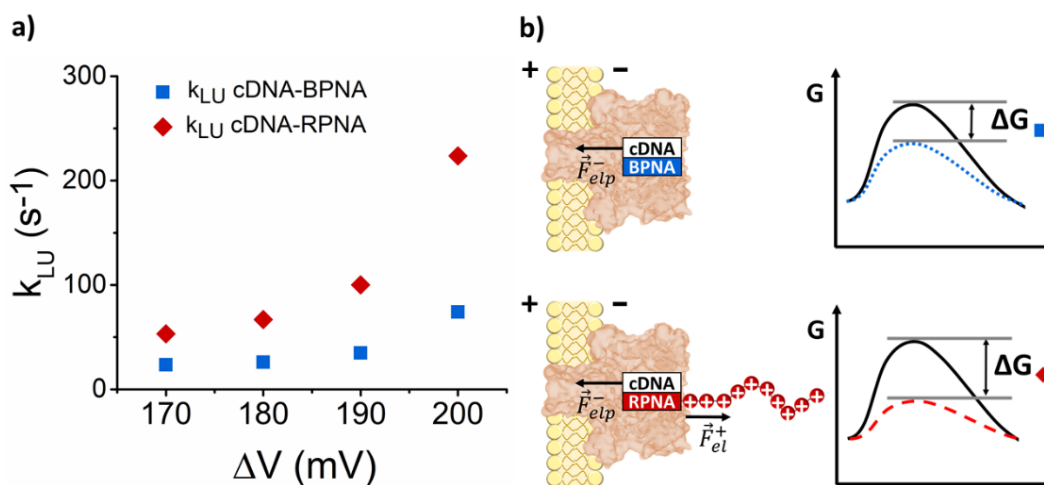 a)
k_LU (s⁻¹)
300
200
100
0
k_LU cDNA-BPNA
k_LU cDNA-RPNA
170 180 190 200
ΔV (mV)
b)
+ −
cDNA
BPNA
F⃗⁻_elp
G
ΔG
+ −
cDNA
RPNA
F⃗⁻_elp
+ + + + + + + + + + + +
F⃗⁺_el
G
ΔG